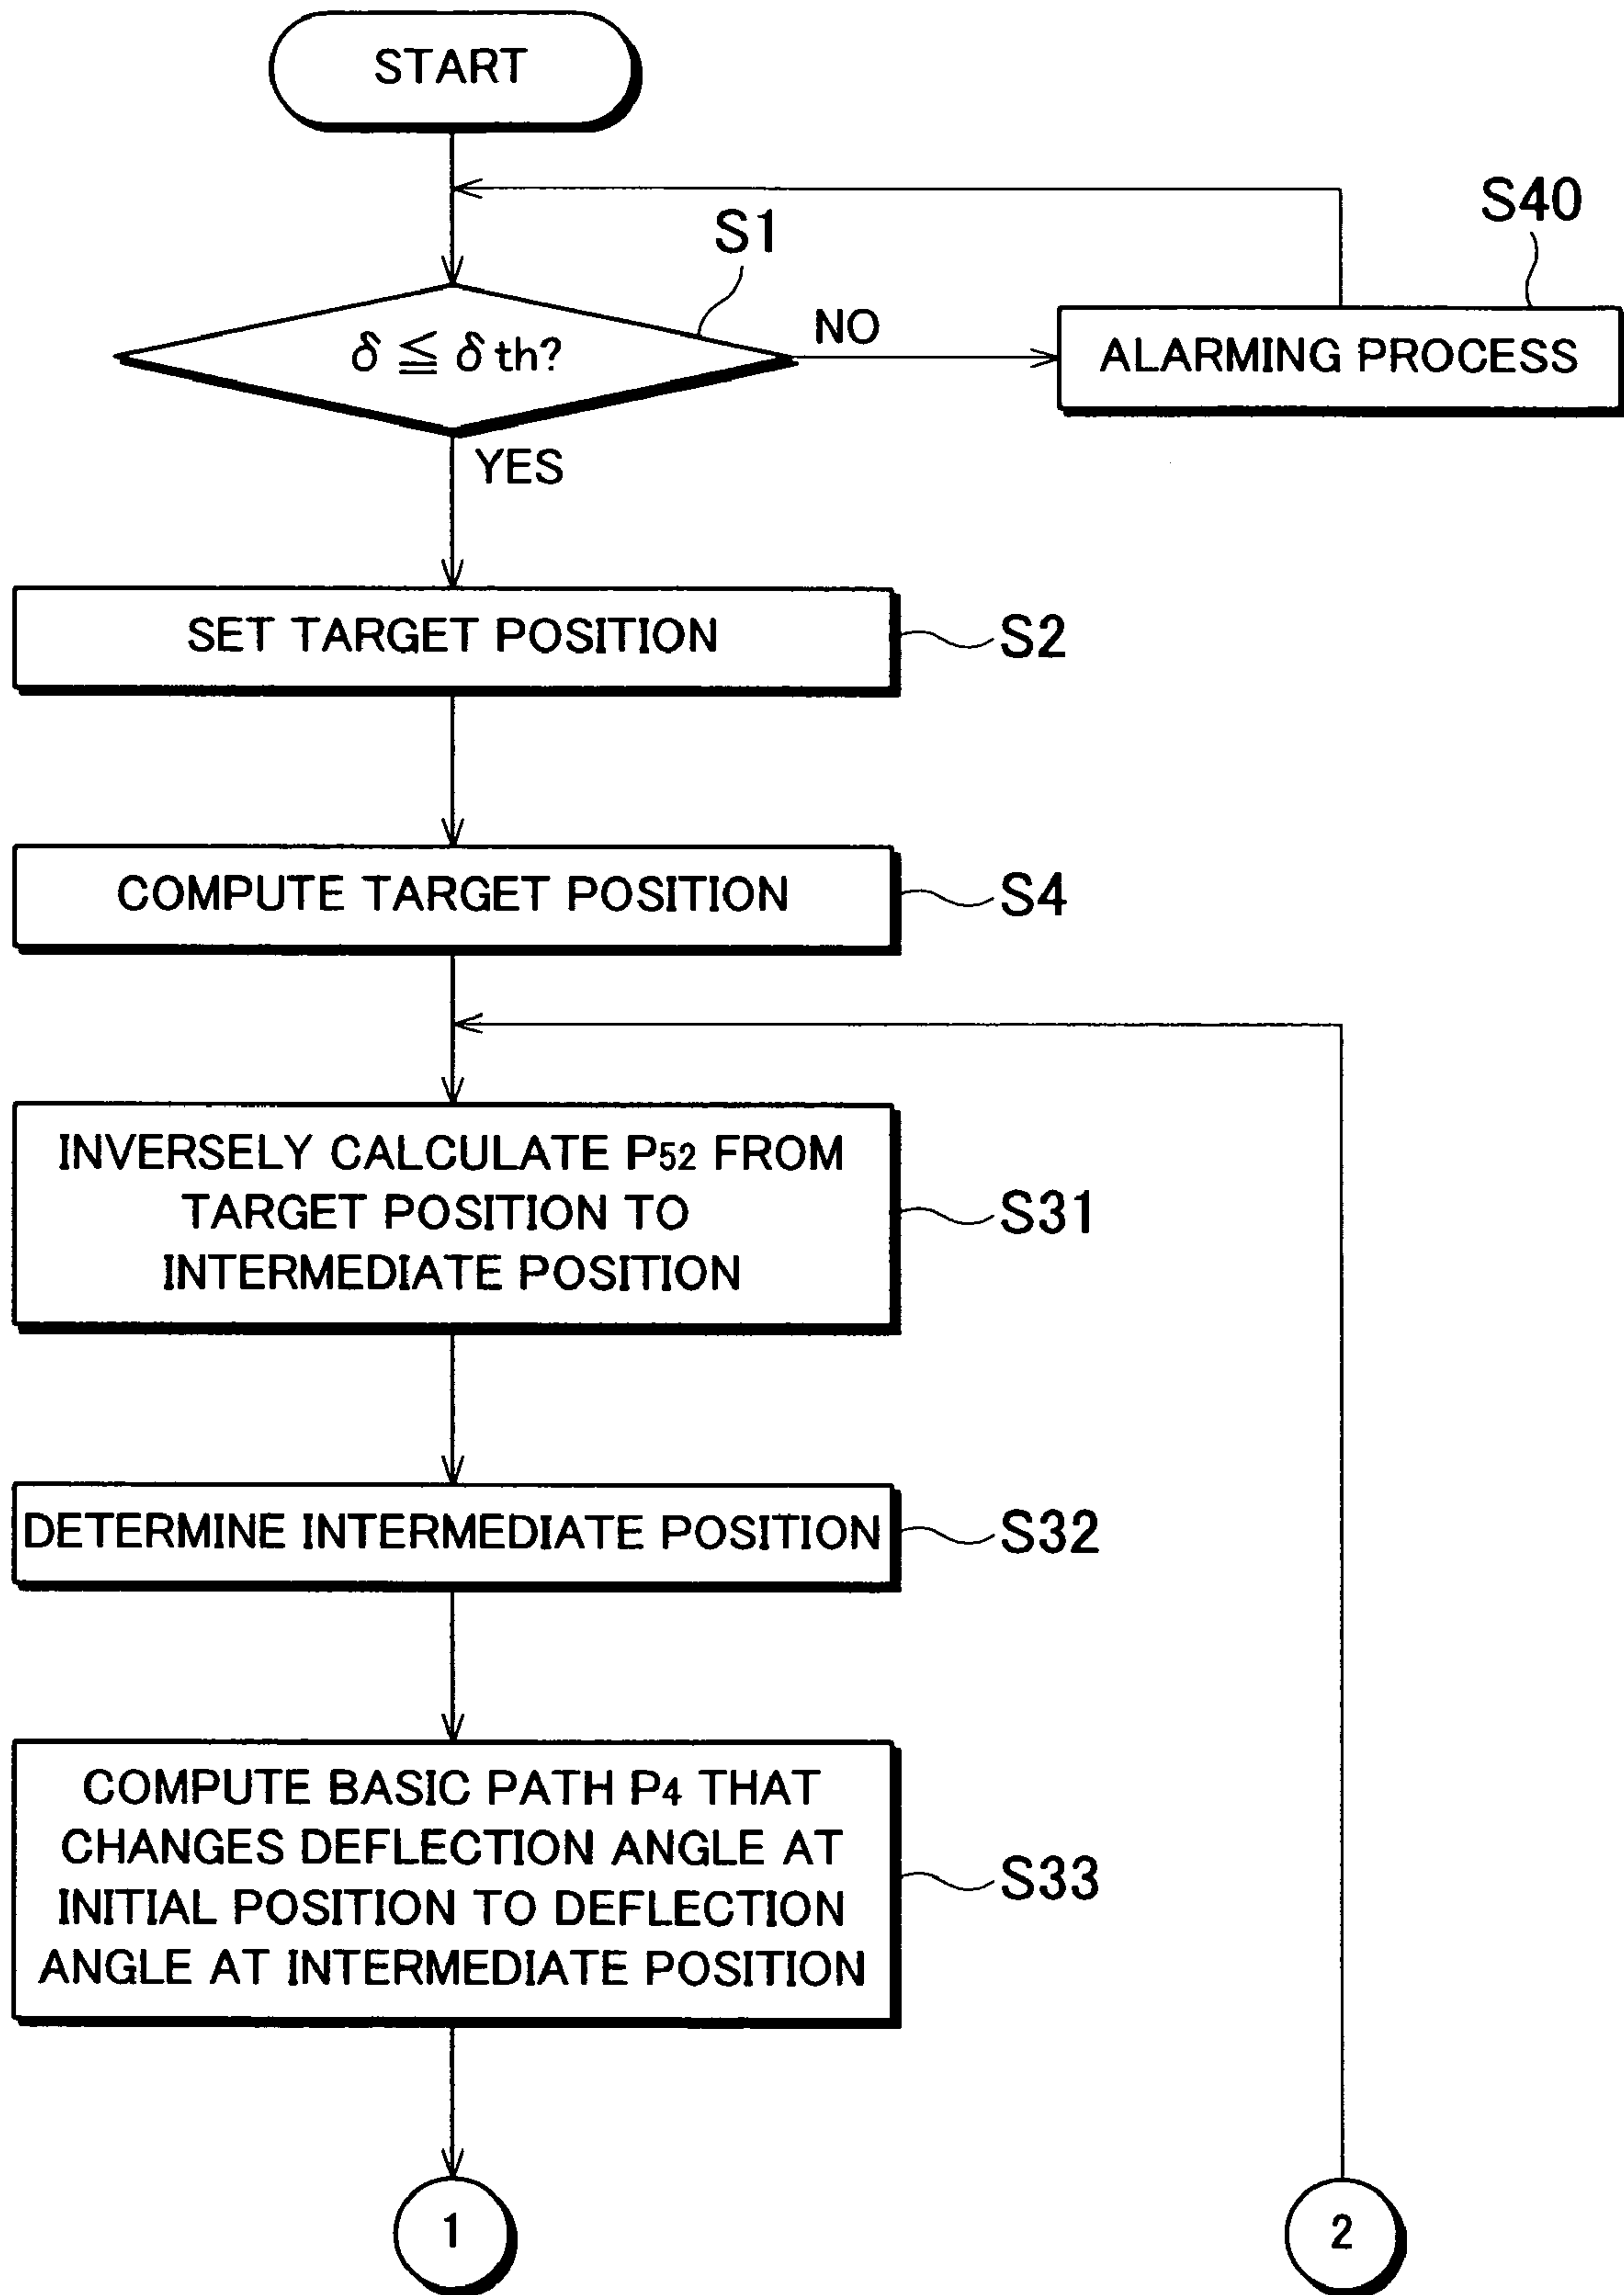 START
S40
S1
δ ≦ δ th?
NO
ALARMING PROCESS
YES
SET TARGET POSITION
S2
COMPUTE TARGET POSITION
S4
INVERSELY CALCULATE P52 FROM
TARGET POSITION TO
INTERMEDIATE POSITION
S31
DETERMINE INTERMEDIATE POSITION
S32
COMPUTE BASIC PATH P4 THAT
CHANGES DEFLECTION ANGLE AT
INITIAL POSITION TO DEFLECTION
ANGLE AT INTERMEDIATE POSITION
S33
1
2